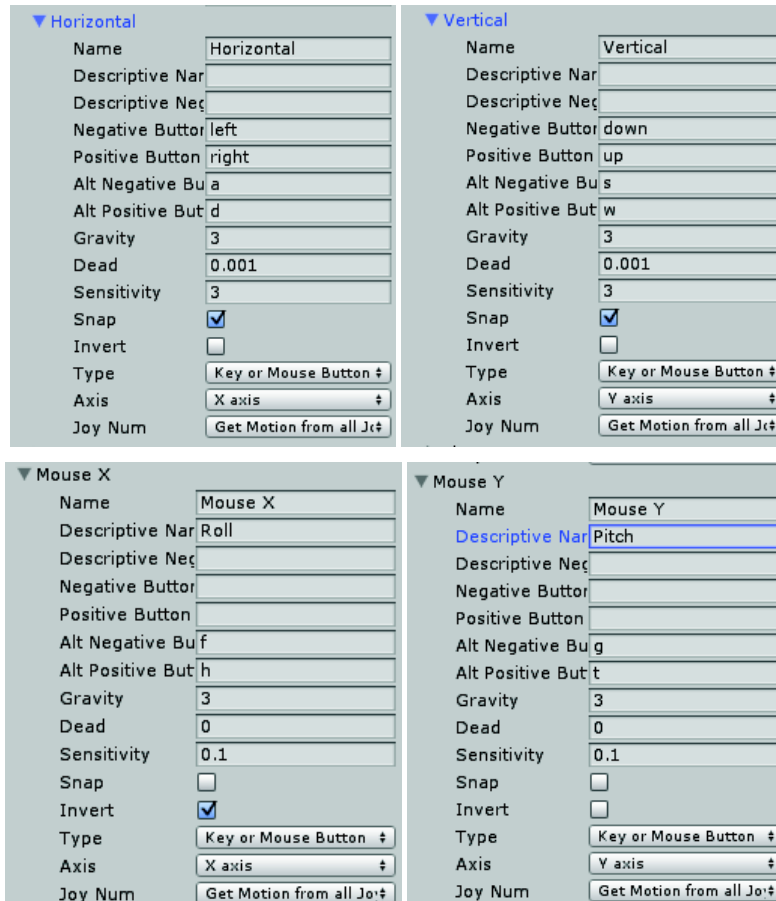 Horizontal
Name Horizontal
Descriptive Nar
Descriptive Neg
Negative Button left
Positive Button right
Alt Negative Bu a
Alt Positive But d
Gravity 3
Dead 0.001
Sensitivity 3
Snap
Invert
Type Key or Mouse Button
Axis X axis
Joy Num Get Motion from all Jo
Vertical
Name Vertical
Descriptive Nar
Descriptive Neg
Negative Button down
Positive Button up
Alt Negative Bu s
Alt Positive But w
Gravity 3
Dead 0.001
Sensitivity 3
Snap
Invert
Type Key or Mouse Button
Axis Y axis
Joy Num Get Motion from all Jo
Mouse X
Name Mouse X
Descriptive Nar Roll
Descriptive Neg
Negative Button
Positive Button
Alt Negative Bu f
Alt Positive But h
Gravity 3
Dead 0
Sensitivity 0.1
Snap
Invert
Type Key or Mouse Button
Axis X axis
Joy Num Get Motion from all Joy
Mouse Y
Name Mouse Y
Descriptive Nar Pitch
Descriptive Neg
Negative Button
Positive Button
Alt Negative Bu g
Alt Positive But t
Gravity 3
Dead 0
Sensitivity 0.1
Snap
Invert
Type Key or Mouse Button
Axis Y axis
Joy Num Get Motion from all Joy